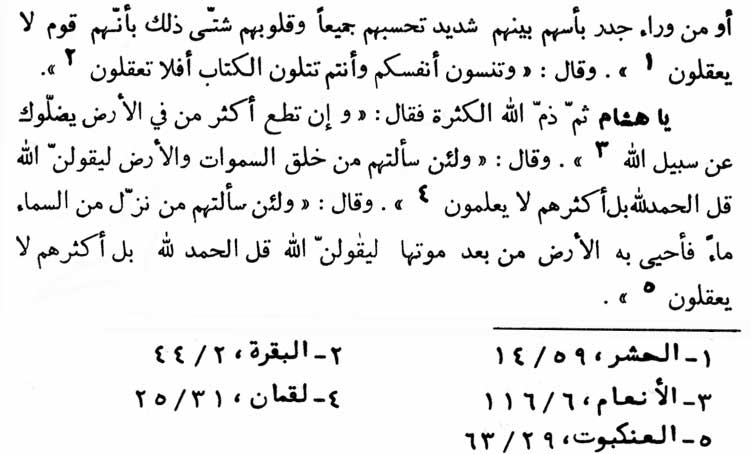 أو من وراء جدر بأسهم بينهم شديد تحسبهم جميعاً وقلوبهم شتّى ذلك بأنّهم قوم لا
يعقلون ١ » . وقال : « وتنسون أنفسكم وأنتم تتلون الكتاب أفلا تعقلون ٢ ».
يا هشام ثمّ ذمّ الله الكثرة فقال : « و إن تطع أكثر من في الأرض يضلّوك
عن سبيل الله ٣ » . وقال : « ولئن سألتهم من خلق السموات والأرض ليقولنّ الله
قل الحمدلله بل أكثرهم لا يعلمون ٤ » . وقال : « ولئن سألتهم من نزّل من السماء
ماءً فأحيى به الأرض من بعد موتها ليقولنّ الله قل الحمد لله بل أكثرهم لا
يعقلون ٥ » .
١- الحشر، ١٤/٥٩ ٢- البقرة، ٤٤/٢
٣- الأنعام، ١١٦/٦ ٤- لقمان، ٢٥/٣١
٥- العنكبوت، ٦٣/٢٩